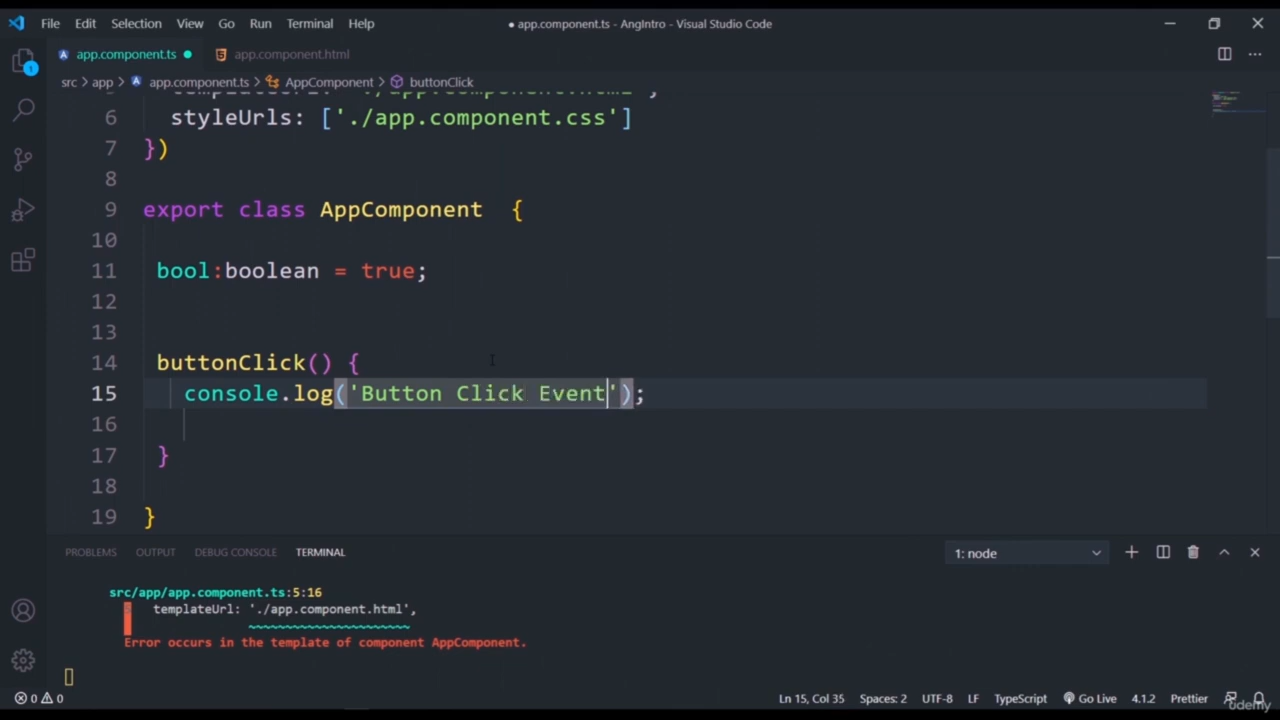 File Edit Selection View Go Run Terminal Help ● app.component.ts - AngIntro - Visual Studio Code
app.component.ts ● app.component.html
1
src > app > app.component.ts > AppComponent > buttonClick
6 styleUrls: ['./app.component.css']
7 })
8
9 export class AppComponent  {
10
11 bool:boolean = true;
12
13
14 buttonClick() {
15 console.log('Button Click Event');
16
17 }
18
19 }
PROBLEMS OUTPUT DEBUG CONSOLE TERMINAL 1: node
src/app/app.component.ts:5:16
templateUrl: './app.component.html',
~~~~~~~~~~~~~~~~~~~~~~
Error occurs in the template of component AppComponent.
0 0 Ln 15, Col 35 Spaces: 2 UTF-8 LF TypeScript Go Live 4.1.2 Prettier
udemy